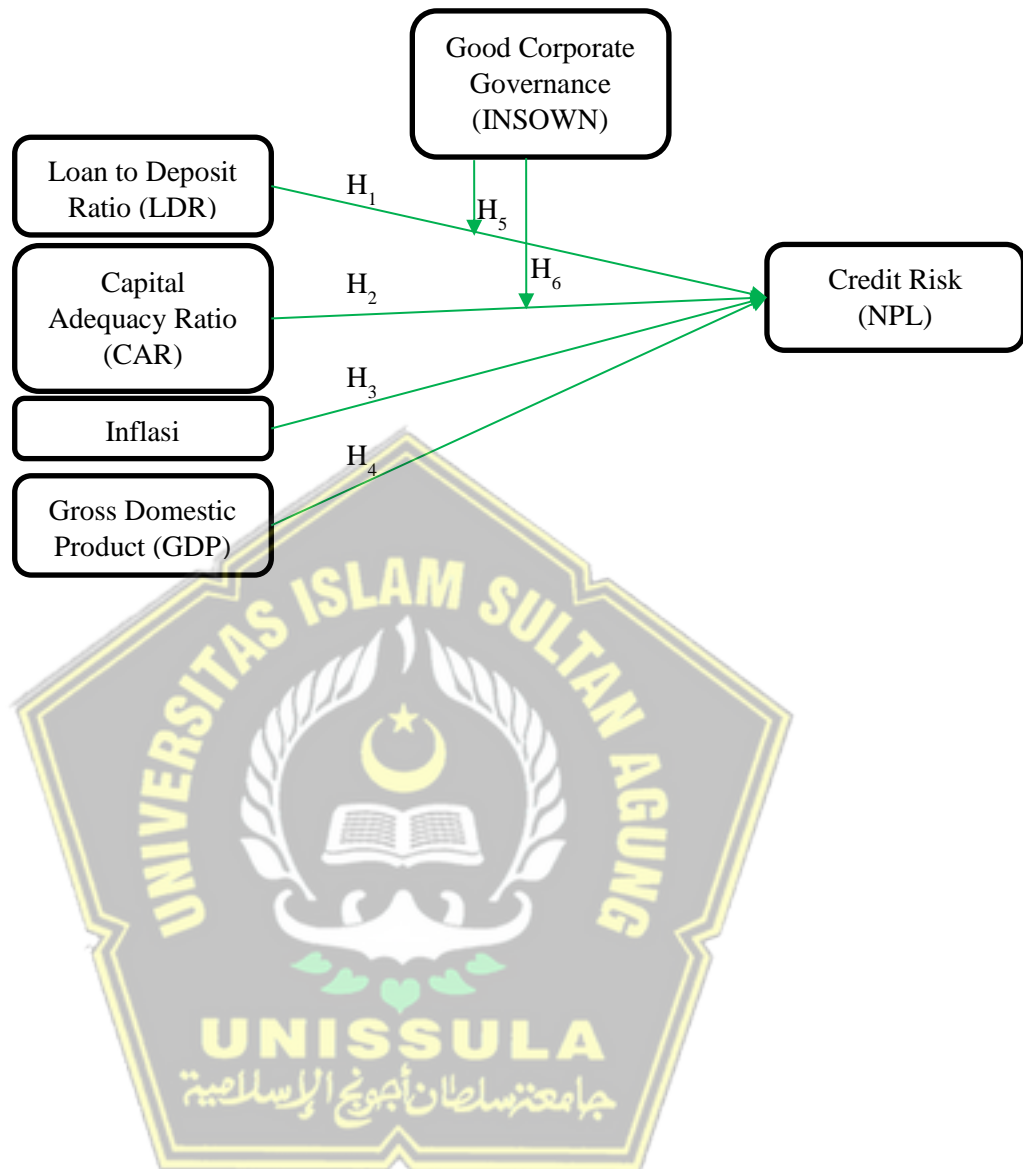 Good Corporate
Governance
(INSOWN)
Loan to Deposit
Ratio (LDR)
H₁
H₅
Capital
Adequacy Ratio
(CAR)
H₂
H₆
Credit Risk
(NPL)
H₃
Inflasi
H₄
Gross Domestic
Product (GDP)
UNIVERSITAS ISLAM SULTAN AGUNG
UNISSULA
جامعة سلطان أجونج الإسلامية